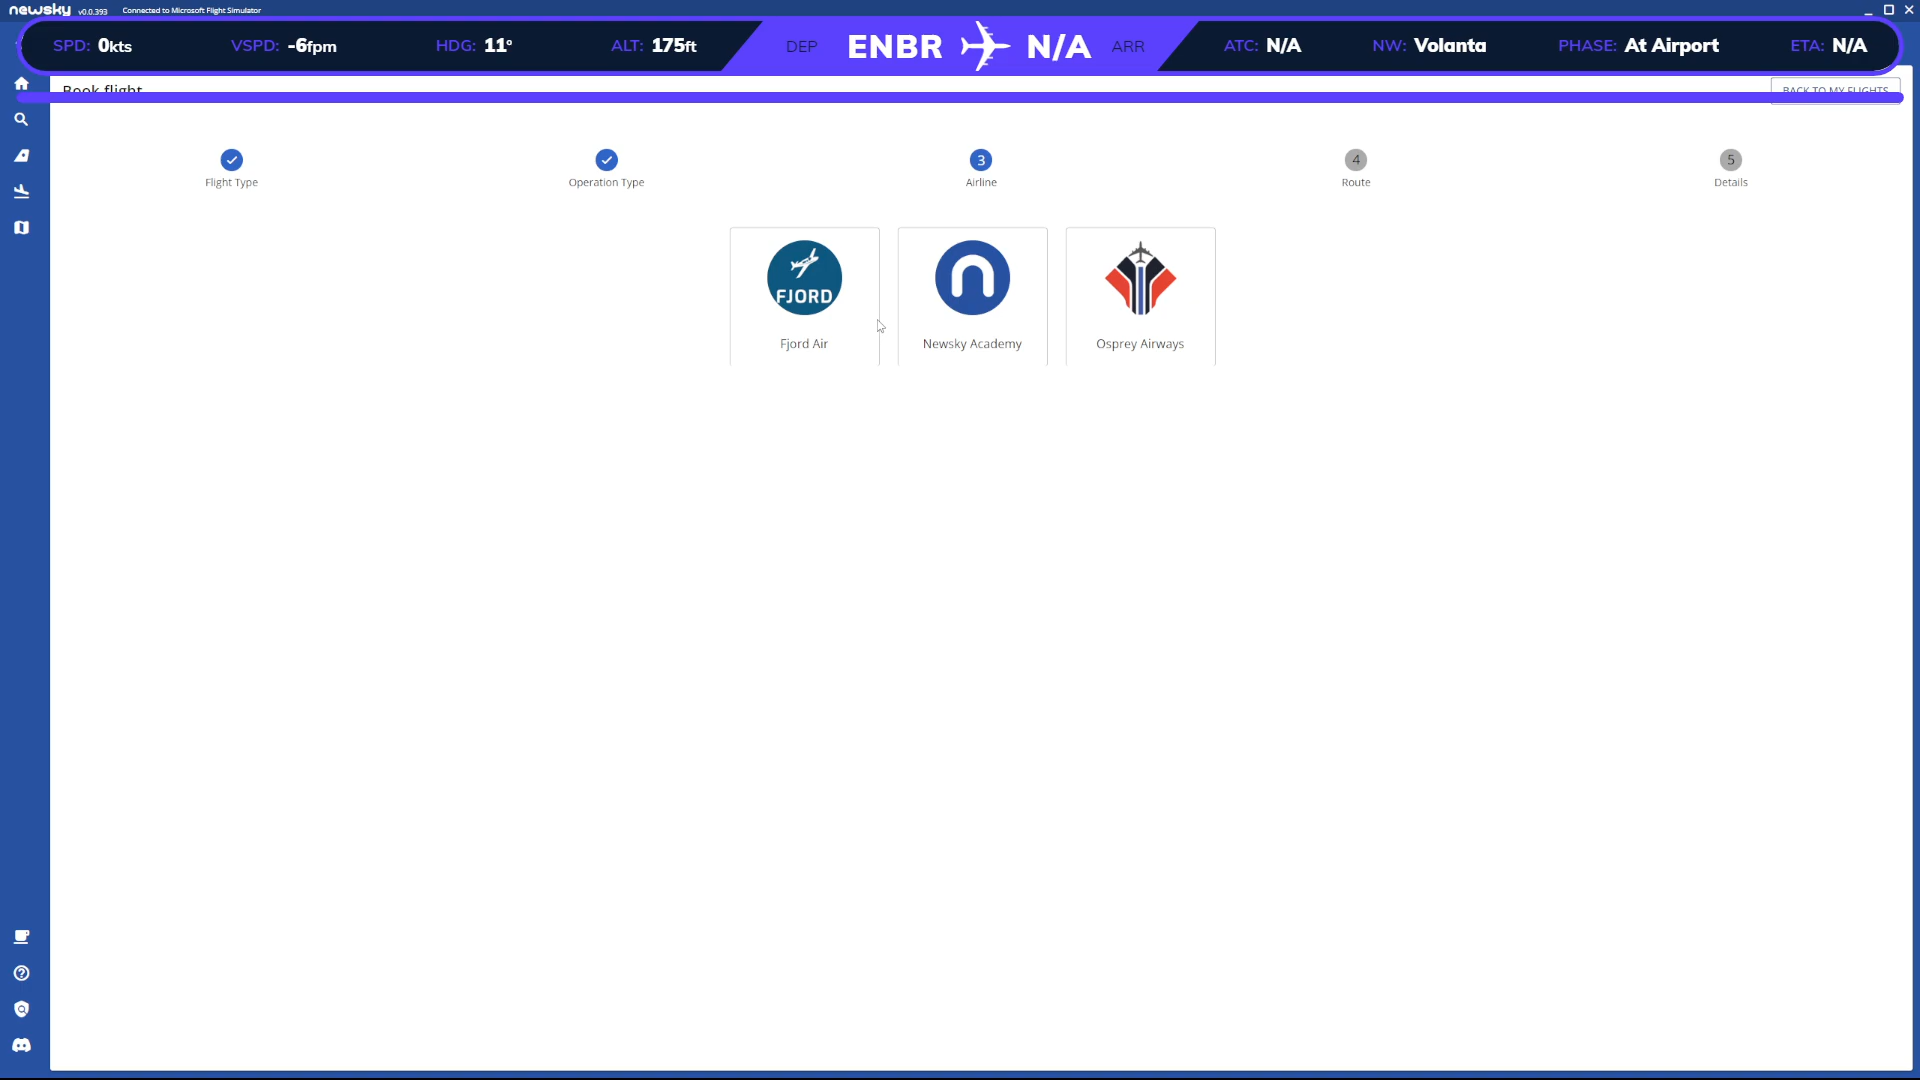 newsky v0.0.393 Connected to Microsoft Flight Simulator
SPD: 0kts VSPD: -6fpm HDG: 11° ALT: 175ft DEP ENBR N/A ARR ATC: N/A NW: Volanta PHASE: At Airport ETA: N/A
Book flight BACK TO MY FLIGHTS
3 4 5
Flight Type Operation Type Airline Route Details
FJORD
Fjord Air Newsky Academy Osprey Airways